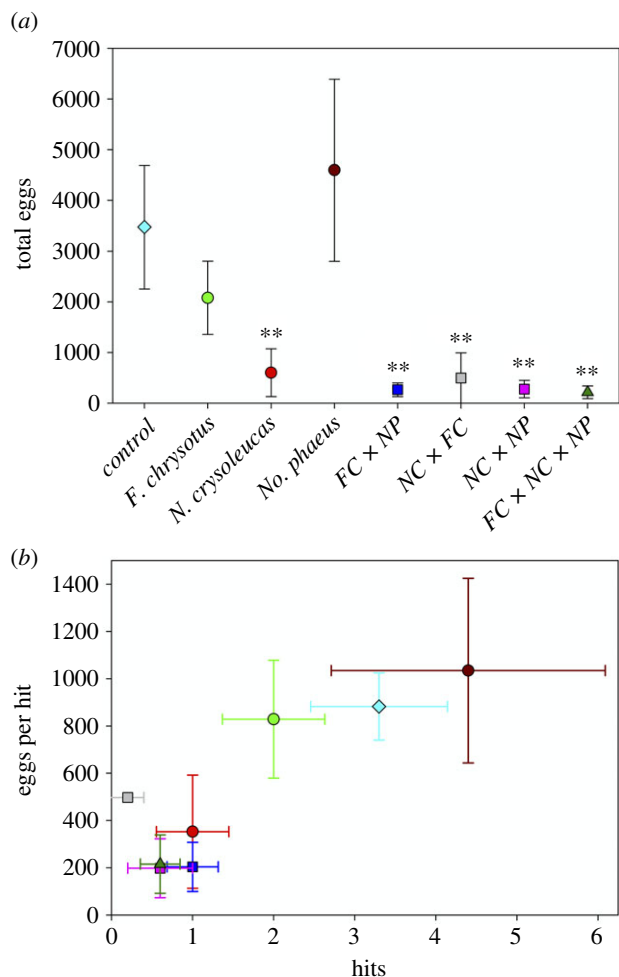 (a)
7000
6000
5000
4000
3000
2000
1000
0
total eggs
**
**
**
**
**
control
F. chrysotus
N. crysoleucas
No. phaeus
FC × NP
NC × FC
NC × NP
FC × NC × NP
(b)
1400
1200
1000
800
600
400
200
0
eggs per hit
0 1 2 3 4 5 6
hits